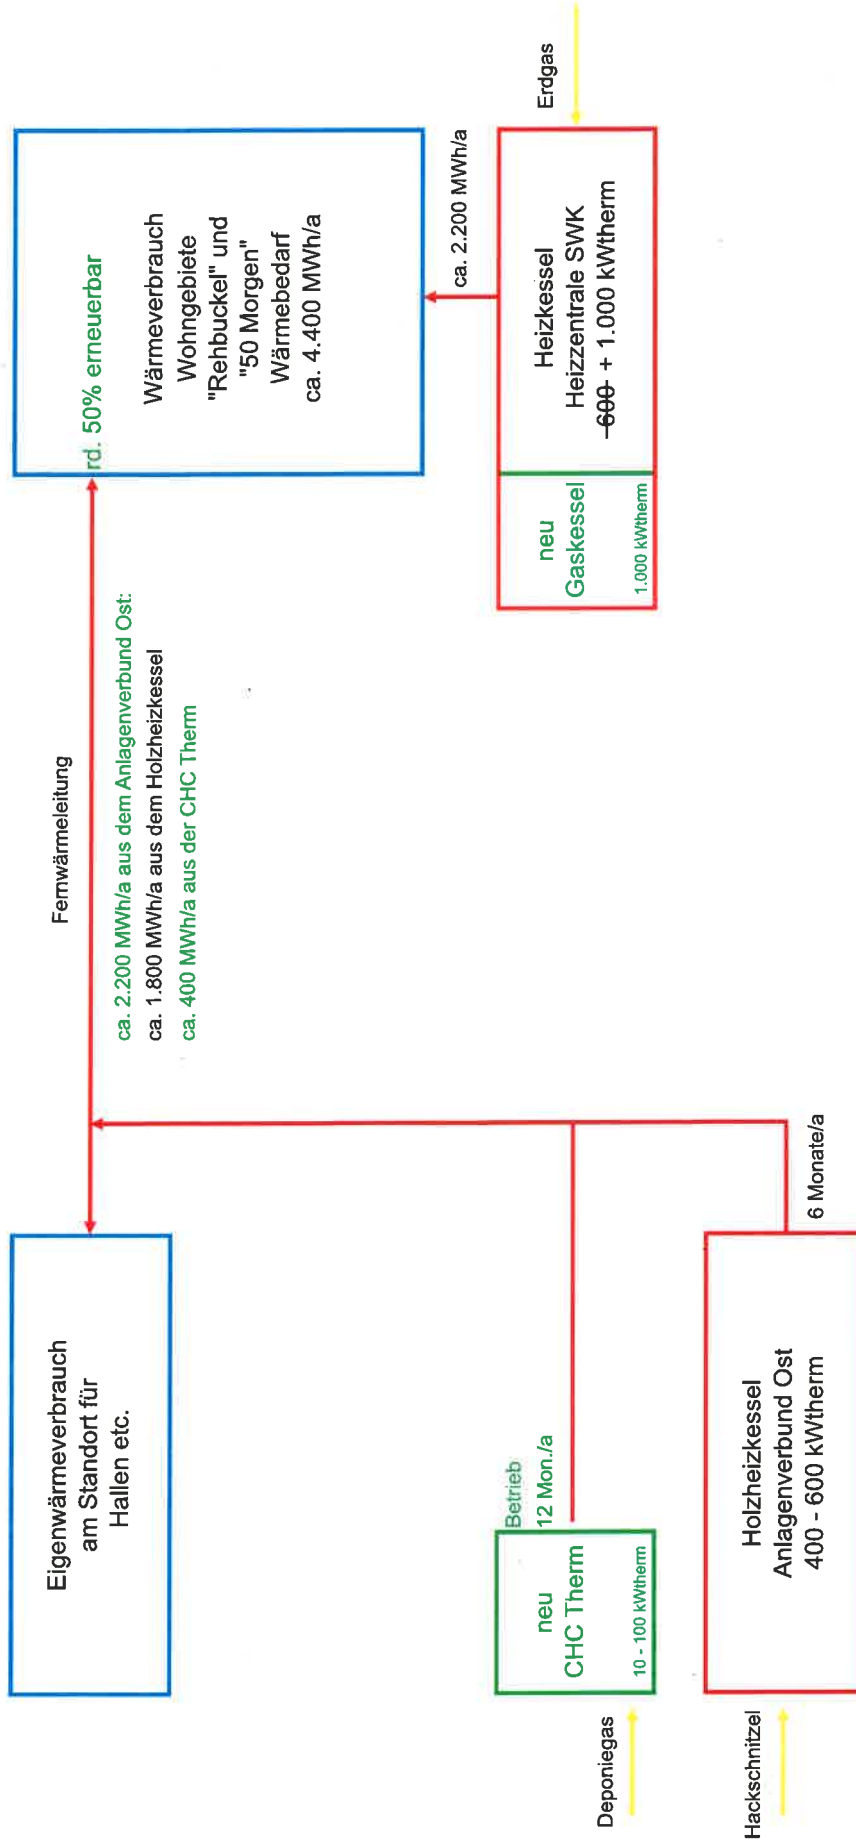 Eigenwärmeverbrauch
am Standort für
Hallen etc.
Fernwärmeleitung
ca. 2.200 MWh/a aus dem Anlagenverbund Ost:
ca. 1.800 MWh/a aus dem Holzheizkessel
ca. 400 MWh/a aus der CHC Therm
rd. 50% erneuerbar
Wärmeverbrauch
Wohngebiete
"Rehbuckel" und
"50 Morgen"
Wärmebedarf
ca. 4.400 MWh/a
ca. 2.200 MWh/a
Erdgas
neu
Gaskessel
1.000 kWtherm
Heizkessel
Heizzentrale SWK
600 + 1.000 kWtherm
Betrieb
12 Mon./a
neu
CHC Therm
10 - 100 kWtherm
Deponiegas
Holzheizkessel
Anlagenverbund Ost
400 - 600 kWtherm
6 Monate/a
Hackschnitzel